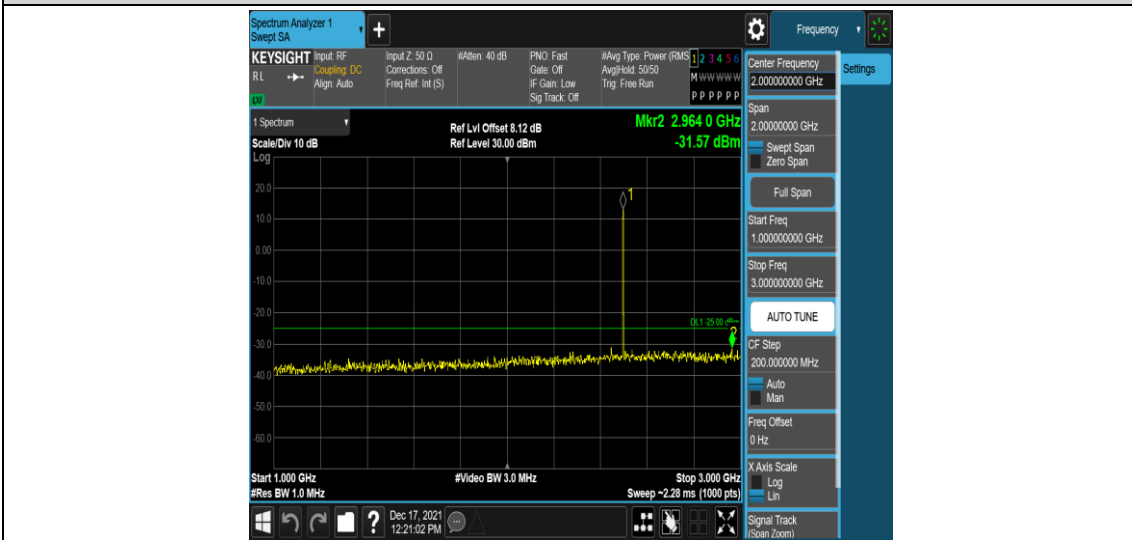 Spectrum Analyzer 1
Swept SA
+
Frequency
KEYSIGHT
RL
LXI
Input: RF
Coupling: DC
Align: Auto
Input Z: 50 Ω
Corrections: Off
Freq Ref: Int (S)
#Atten: 40 dB
PNO: Fast
Gate: Off
IF Gain: Low
Sig Track: Off
#Avg Type: Power (RMS
Avg|Hold: 50/50
Trig: Free Run
1 2 3 4 5 6
M W W W W W
P P P P P P
1 Spectrum
Scale/Div 10 dB
Log
Ref Lvl Offset 8.12 dB
Ref Level 30.00 dBm
Mkr2 2.964 0 GHz
-31.57 dBm
20.0
10.0
0.00
-10.0
-20.0
-30.0
-40.0
-50.0
-60.0
1
DL1 -25.00 dBm
2
Start 1.000 GHz
#Res BW 1.0 MHz
#Video BW 3.0 MHz
Stop 3.000 GHz
Sweep ~2.28 ms (1000 pts)
?
Dec 17, 2021
12:21:02 PM
Center Frequency
2.000000000 GHz
Settings
Span
2.00000000 GHz
Swept Span
Zero Span
Full Span
Start Freq
1.000000000 GHz
Stop Freq
3.000000000 GHz
AUTO TUNE
CF Step
200.000000 MHz
Auto
Man
Freq Offset
0 Hz
X Axis Scale
Log
Lin
Signal Track
(Span Zoom)